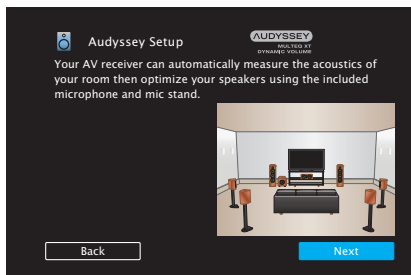 Audyssey Setup
AUDYSSEY
MULTEQ XT
DYNAMIC VOLUME
Your AV receiver can automatically measure the acoustics of
your room then optimize your speakers using the included
microphone and mic stand.
Back
Next